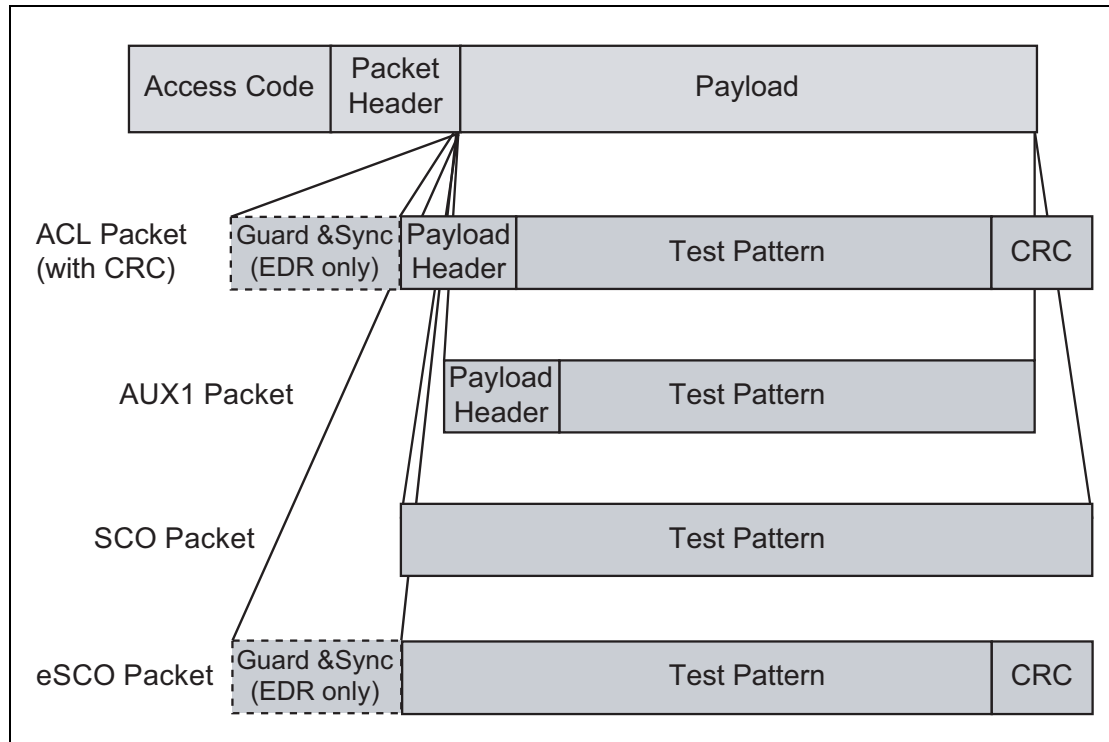 Access Code
Packet
Header
Payload
ACL Packet
(with CRC)
Guard &Sync
(EDR only)
Payload
Header
Test Pattern
CRC
AUX1 Packet
Payload
Header
Test Pattern
SCO Packet
Test Pattern
eSCO Packet
Guard &Sync
(EDR only)
Test Pattern
CRC